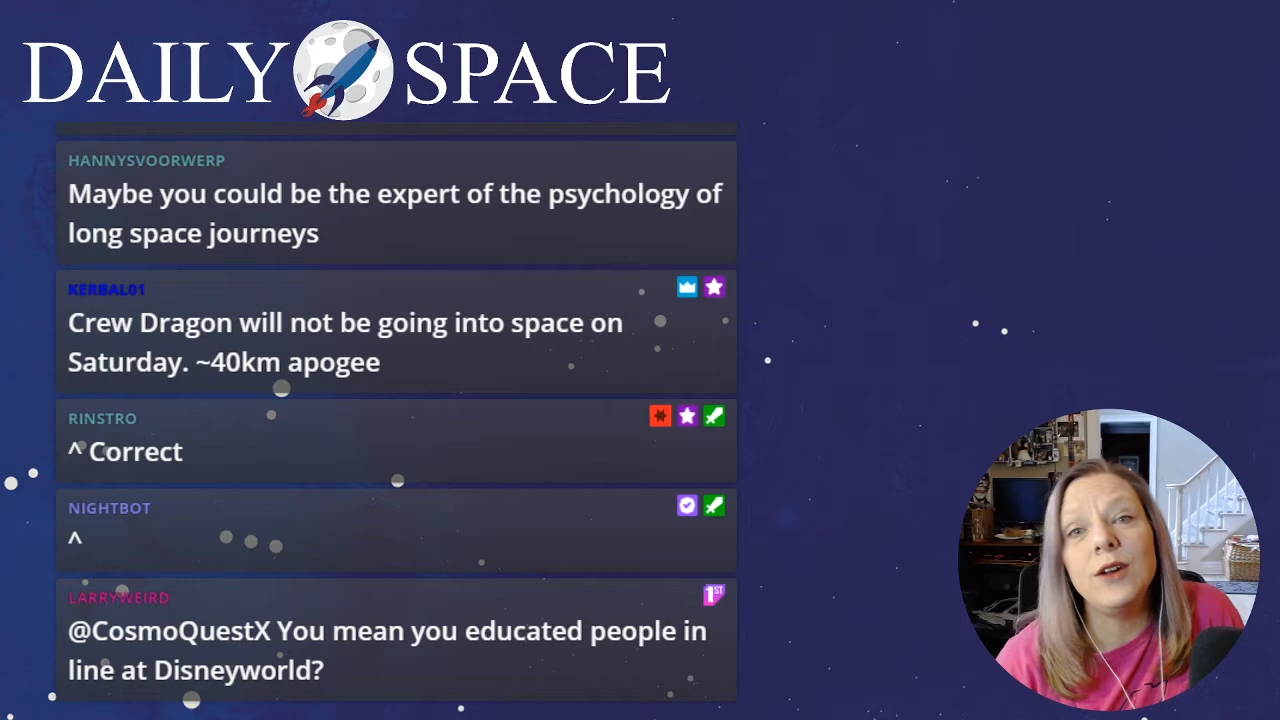 DAILY SPACE
HANNYSVOORWERP
Maybe you could be the expert of the psychology of
long space journeys
KERBAL01
Crew Dragon will not be going into space on
Saturday. ~40km apogee
RINSTRO
^ Correct
NIGHTBOT
^
LARRYWEIRD
1ST
@CosmoQuestX You mean you educated people in
line at Disneyworld?